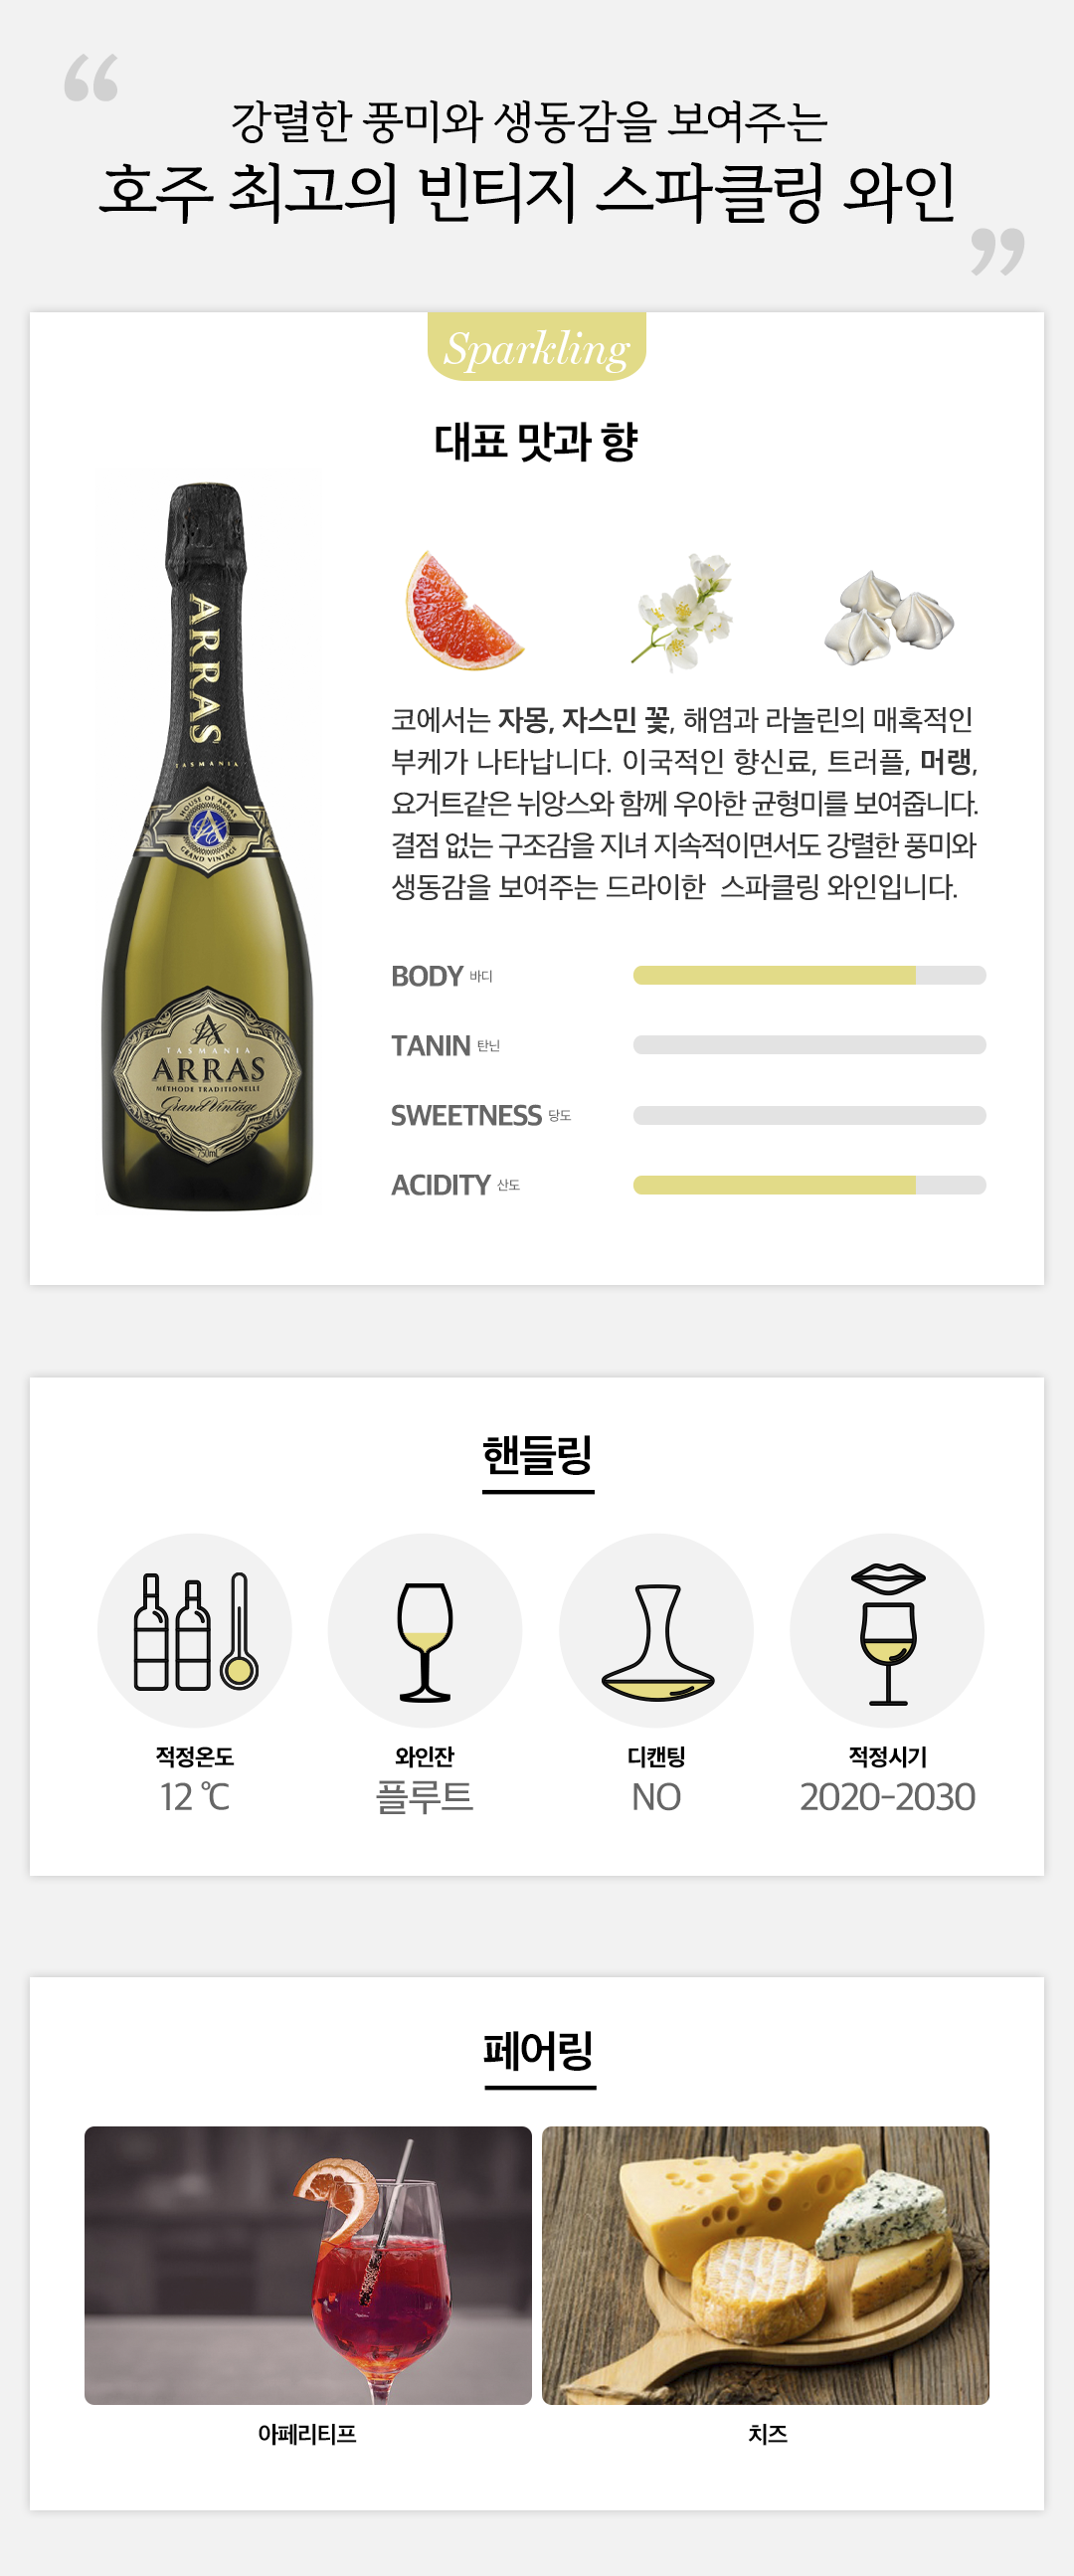 “
강렬한 풍미와 생동감을 보여주는
호주 최고의 빈티지 스파클링 와인
”
Sparkling
대표 맛과 향
ARRAS
TASMANIA
HOUSE OF ARRAS
GRAND VINTAGE
A
TASMANIA
ARRAS
MÉTHODE TRADITIONELLE
Grand Vintage
750mL
코에서는 자몽, 자스민 꽃, 해염과 라놀린의 매혹적인
부케가 나타납니다. 이국적인 향신료, 트러플, 머랭,
요거트같은 뉘앙스와 함께 우아한 균형미를 보여줍니다.
결점 없는 구조감을 지녀 지속적이면서도 강렬한 풍미와
생동감을 보여주는 드라이한 스파클링 와인입니다.
BODY 바디
TANIN 탄닌
SWEETNESS 당도
ACIDITY 산도
핸들링
적정온도
12 ℃
와인잔
플루트
디캔팅
NO
적정시기
2020-2030
페어링
아페리티프
치즈